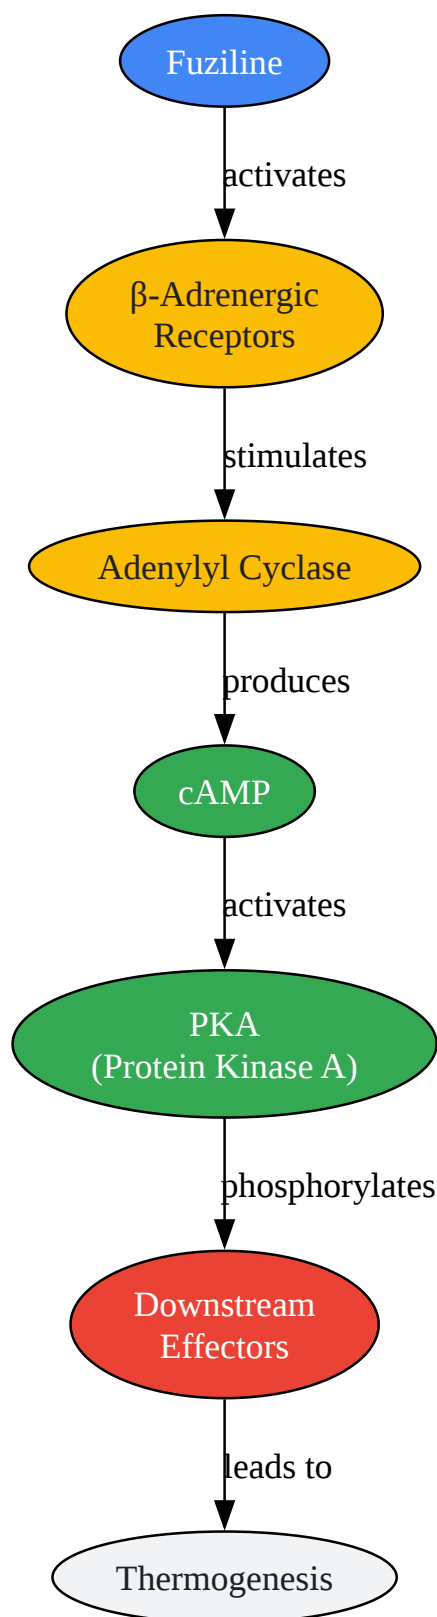 Fuziline
activates
β-Adrenergic
Receptors
stimulates
Adenylyl Cyclase
produces
cAMP
activates
PKA
(Protein Kinase A)
phosphorylates
Downstream
Effectors
leads to
Thermogenesis